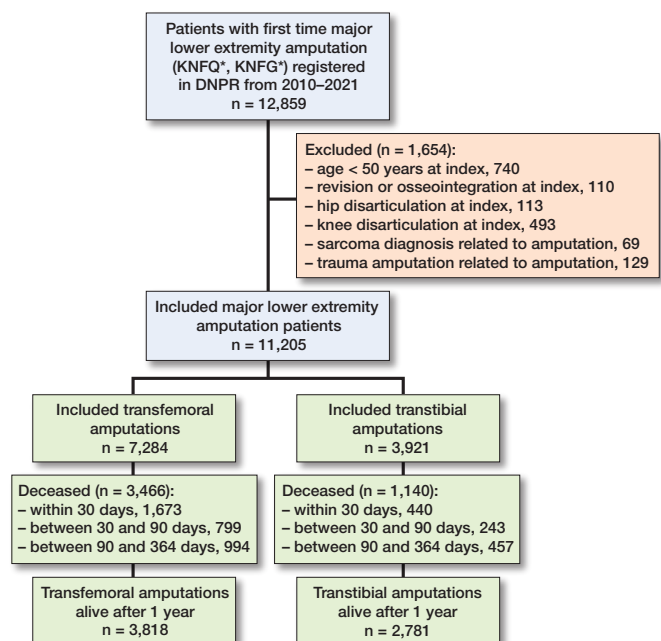 Patients with first time major
lower extremity amputation
(KNFQ*, KNFG*) registered
in DNPR from 2010–2021
n = 12,859
Excluded (n = 1,654):
– age < 50 years at index, 740
– revision or osseointegration at index, 110
– hip disarticulation at index, 113
– knee disarticulation at index, 493
– sarcoma diagnosis related to amputation, 69
– trauma amputation related to amputation, 129
Included major lower extremity
amputation patients
n = 11,205
Included transfemoral
amputations
n = 7,284
Included transtibial
amputations
n = 3,921
Deceased (n = 3,466):
– within 30 days, 1,673
– between 30 and 90 days, 799
– between 90 and 364 days, 994
Deceased (n = 1,140):
– within 30 days, 440
– between 30 and 90 days, 243
– between 90 and 364 days, 457
Transfemoral amputations
alive after 1 year
n = 3,818
Transtibial amputations
alive after 1 year
n = 2,781